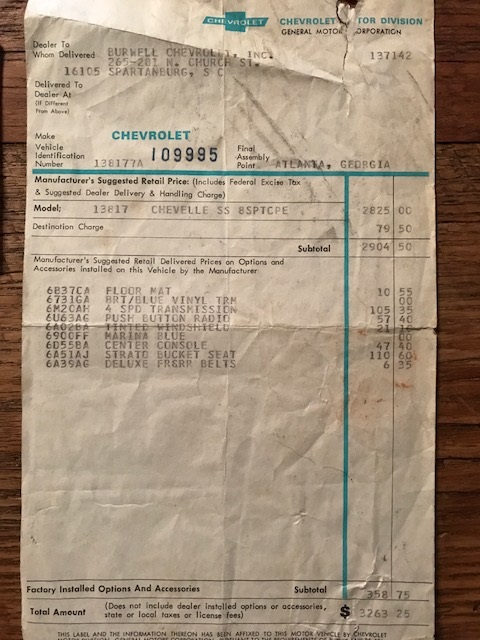 CHEVROLET CHEVROLET TOR DIVISION
GENERAL MOTOR CORPORATION
Dealer To
Whom Delivered BURWELL CHEVROLET, INC. 137142
265-281 N. CHURCH ST.
16105 SPARTANBURG, S C
Delivered To
Dealer At
(If Different
From Above)
Make CHEVROLET
Vehicle
Identification
Number 138177A 109995 Final
Assembly
Point ATLANTA, GEORGIA
Manufacturer's Suggested Retail Price: (Includes Federal Excise Tax
& Suggested Dealer Delivery & Handling Charge)
Model; 13817 CHEVELLE SS 8SPTCPE 2825 00
Destination Charge 79 50
Subtotal 2904 50
Manufacturer's Suggested Retail Delivered Prices on Options and
Accessories installed on this Vehicle by the Manufacturer
6B37CA FLOOR MAT 10 55
6731GA BRT/BLUE VINYL TRM 00
6M20AH 4 SPD TRANSMISSION 105 35
6U63AG PUSH BUTTON RADIO 57 40
6A02BA TINTED WINDSHIELD 21 10
6900FF MARINA BLUE 00
6D55BA CENTER CONSOLE 47 40
6A51AJ STRATO BUCKET SEAT 110 60
6A39AG DELUXE FR&RR BELTS 6 35
Factory Installed Options And Accessories Subtotal 358 75
Total Amount (Does not include dealer installed options or accessories,
state or local taxes or license fees) $ 3263 25
THIS LABEL AND THE INFORMATION THEREON HAS BEEN AFFIXED TO THIS MOTOR VEHICLE BY CHEVROLET